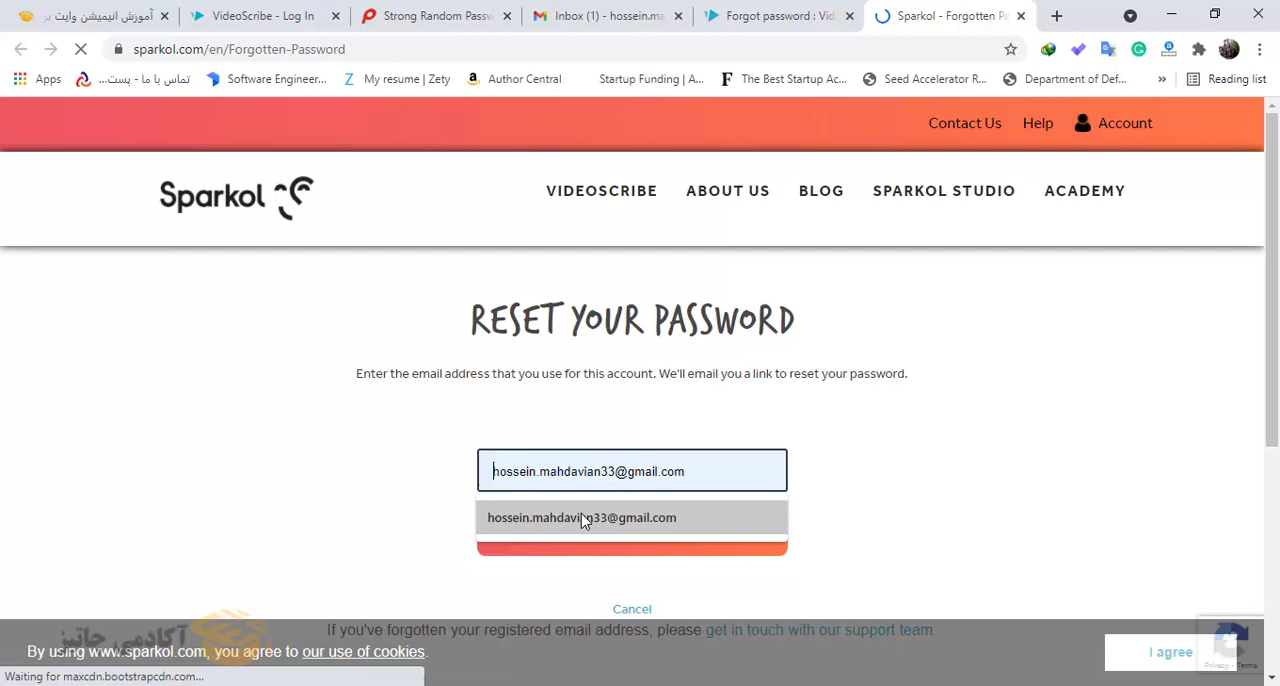 آموزش انیمیشن وایت بر
VideoScribe - Log In
Strong Random Passw
Inbox (1) - hossein.ma
Forgot password : Vid
Sparkol - Forgotten Pa
sparkol.com/en/Forgotten-Password
Apps
تماس با ما - پست...
Software Engineer...
My resume | Zety
Author Central
Startup Funding | A...
The Best Startup Ac...
Seed Accelerator R...
Department of Def...
Reading list
Contact Us
Help
Account
Sparkol
VIDEOSCRIBE
ABOUT US
BLOG
SPARKOL STUDIO
ACADEMY
RESET YOUR PASSWORD
Enter the email address that you use for this account. We'll email you a link to reset your password.
hossein.mahdavian33@gmail.com
hossein.mahdavian33@gmail.com
Cancel
If you've forgotten your registered email address, please get in touch with our support team.
آکادمی چاتیز
By using www.sparkol.com, you agree to our use of cookies.
I agree
Privacy - Terms
Waiting for maxcdn.bootstrapcdn.com...